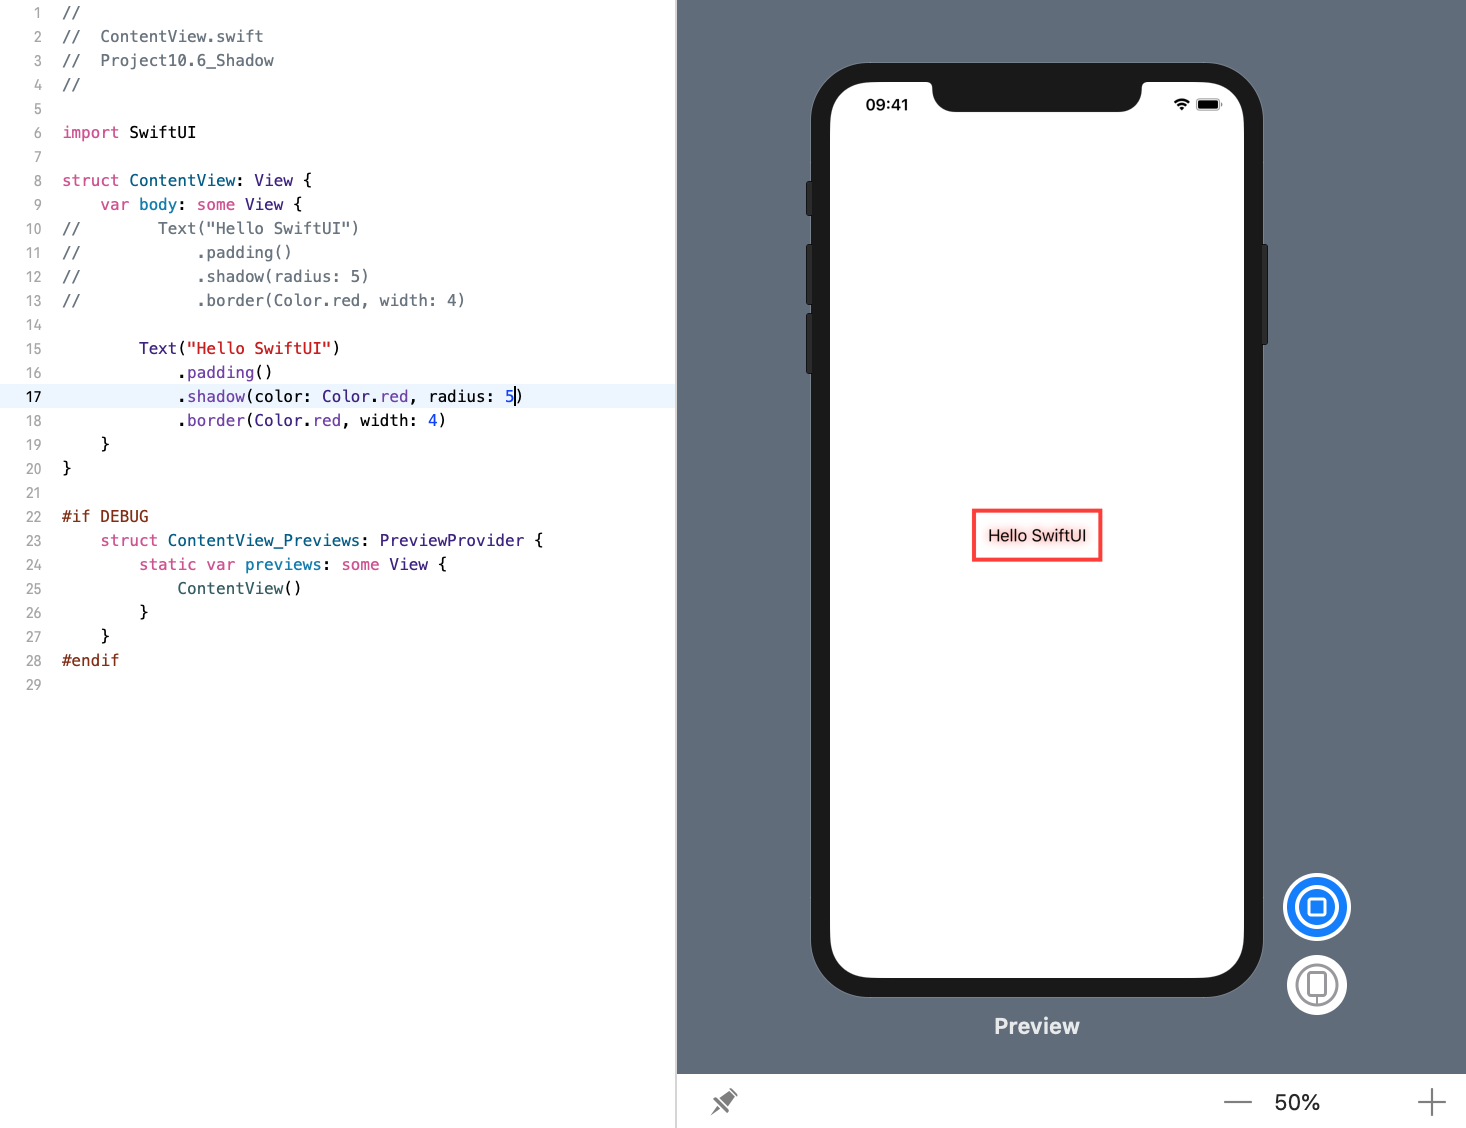 1 //
2 //  ContentView.swift
3 //  Project10.6_Shadow
4 //
5
6 import SwiftUI
7
8 struct ContentView: View {
9     var body: some View {
10 //        Text("Hello SwiftUI")
11 //            .padding()
12 //            .shadow(radius: 5)
13 //            .border(Color.red, width: 4)
14
15         Text("Hello SwiftUI")
16             .padding()
17             .shadow(color: Color.red, radius: 5)
18             .border(Color.red, width: 4)
19     }
20 }
21
22 #if DEBUG
23     struct ContentView_Previews: PreviewProvider {
24         static var previews: some View {
25             ContentView()
26         }
27     }
28 #endif
29
09:41
Hello SwiftUI
Preview
50%